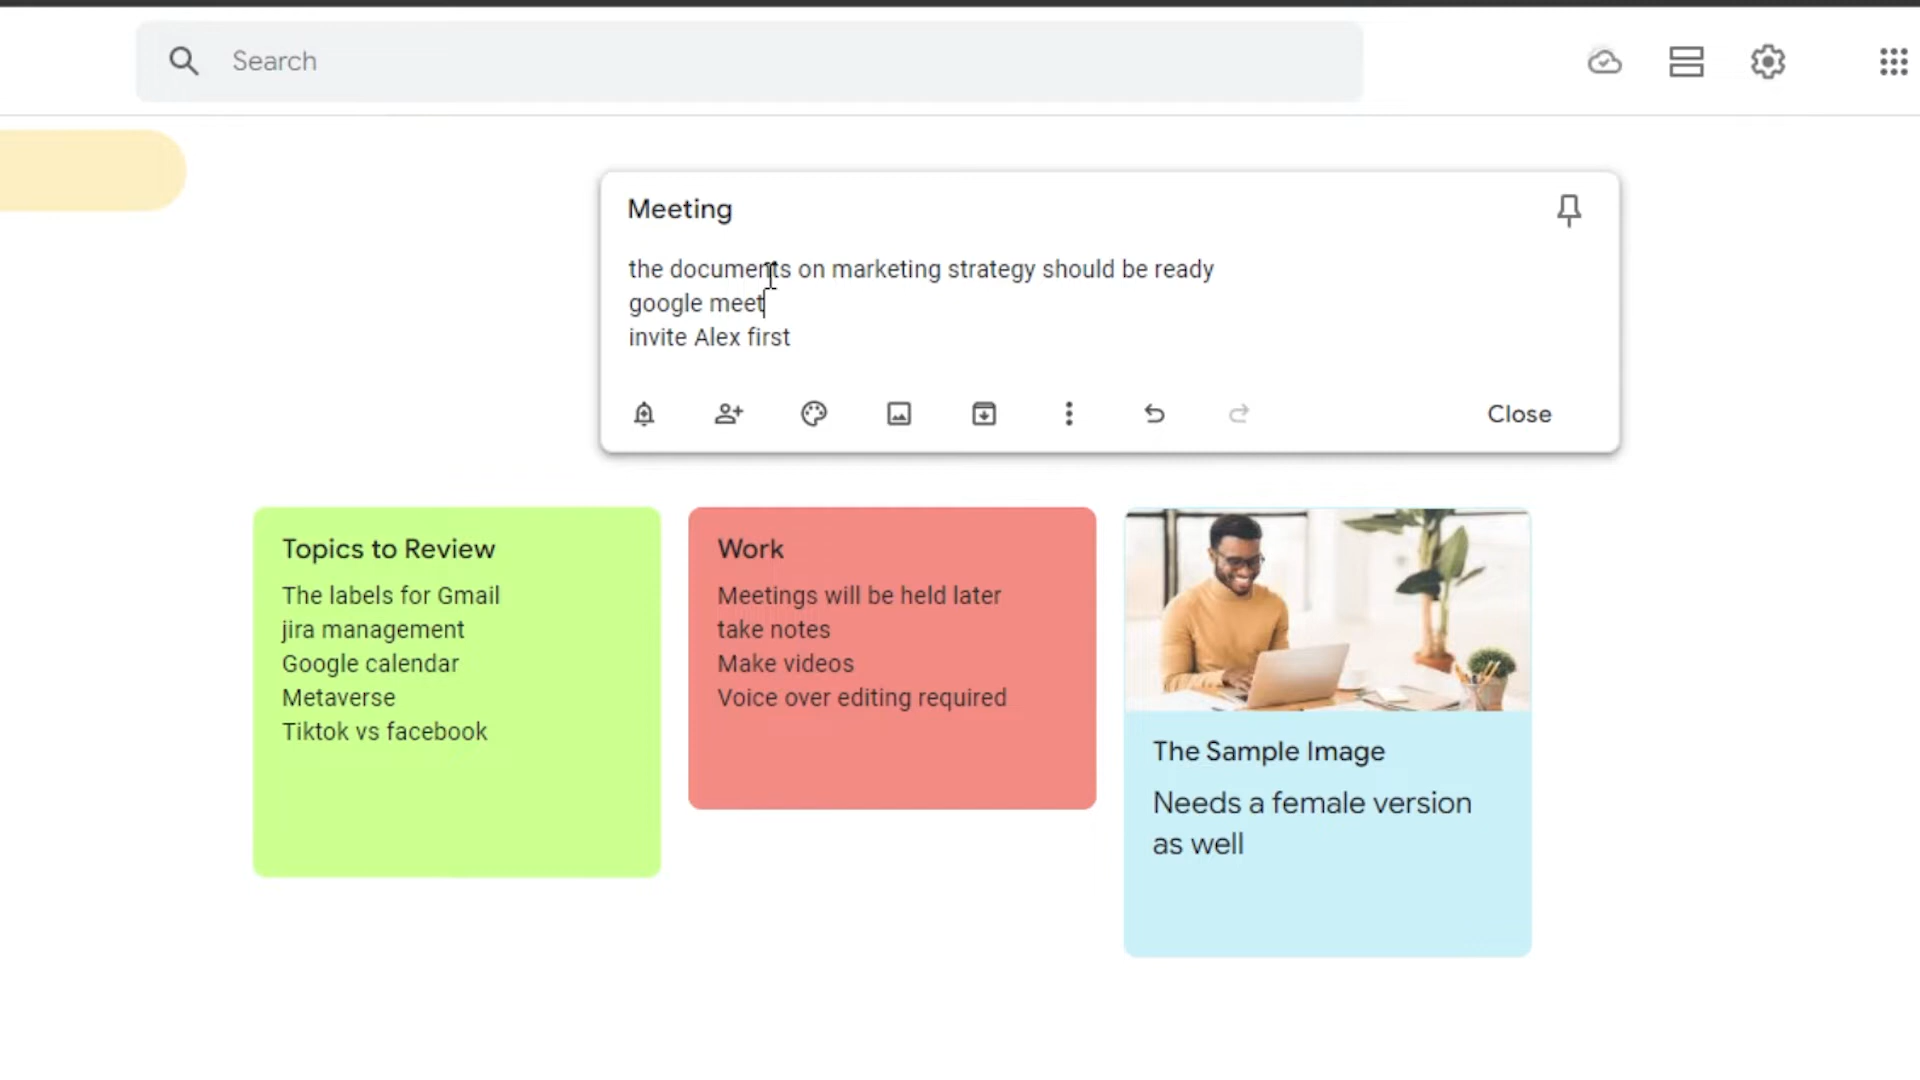 Search
Meeting
the documents on marketing strategy should be ready
google meet
invite Alex first
Close
Topics to Review
The labels for Gmail
jira management
Google calendar
Metaverse
Tiktok vs facebook
Work
Meetings will be held later
take notes
Make videos
Voice over editing required
The Sample Image
Needs a female version
as well